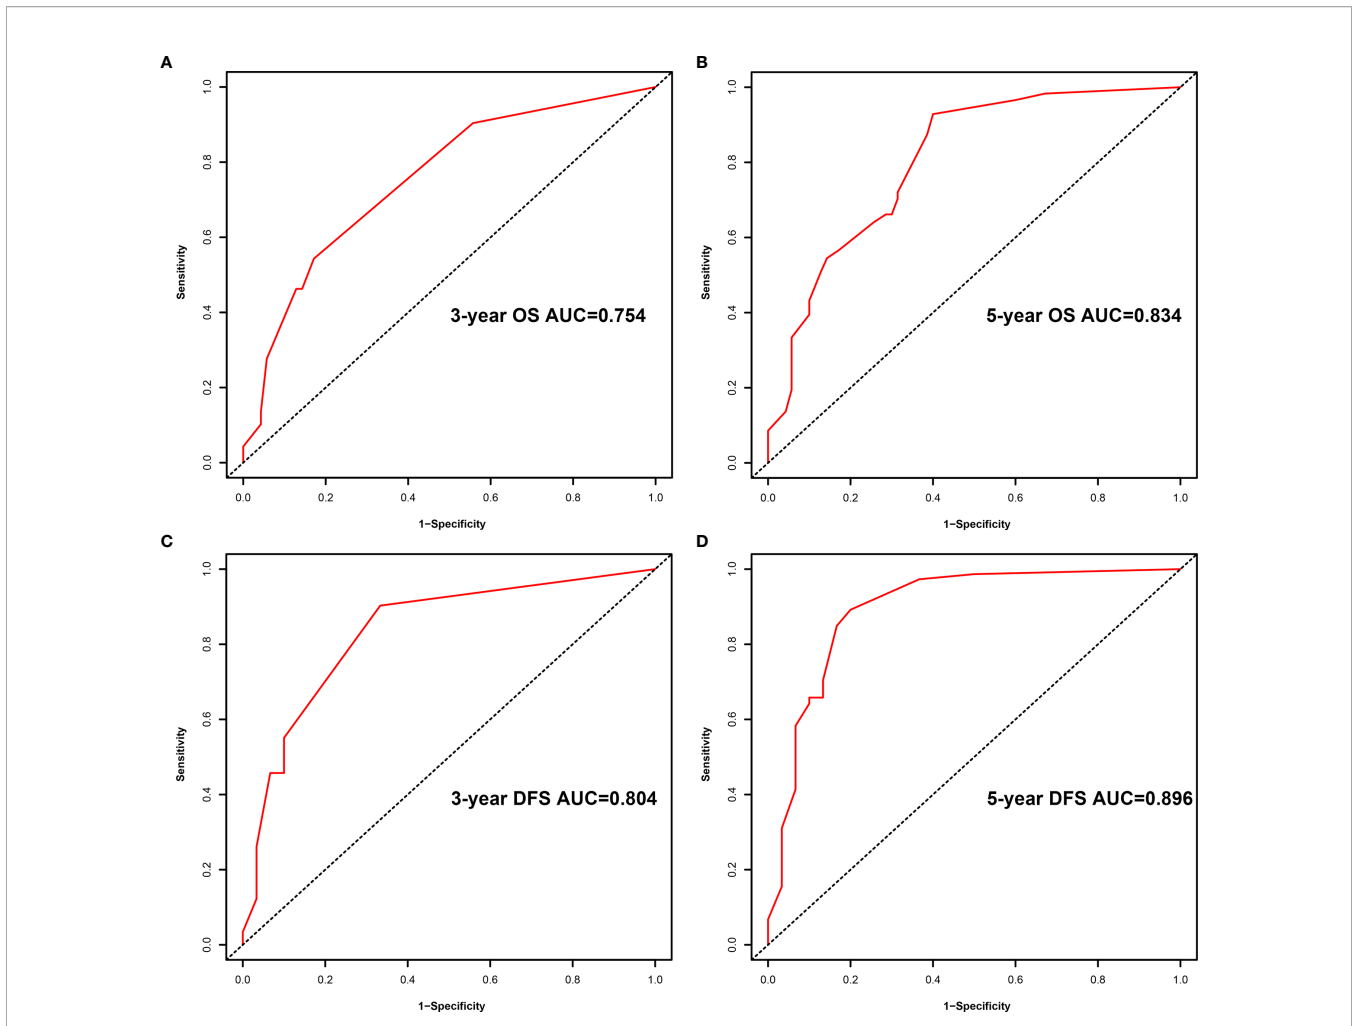 A
1.0
0.8
0.6
0.4
0.2
0.0
Sensitivity
3-year OS AUC=0.754
0.0 0.2 0.4 0.6 0.8 1.0
1−Specificity
B
1.0
0.8
0.6
0.4
0.2
0.0
Sensitivity
5-year OS AUC=0.834
0.0 0.2 0.4 0.6 0.8 1.0
1−Specificity
C
1.0
0.8
0.6
0.4
0.2
0.0
Sensitivity
3-year DFS AUC=0.804
0.0 0.2 0.4 0.6 0.8 1.0
1−Specificity
D
1.0
0.8
0.6
0.4
0.2
0.0
Sensitivity
5-year DFS AUC=0.896
0.0 0.2 0.4 0.6 0.8 1.0
1−Specificity